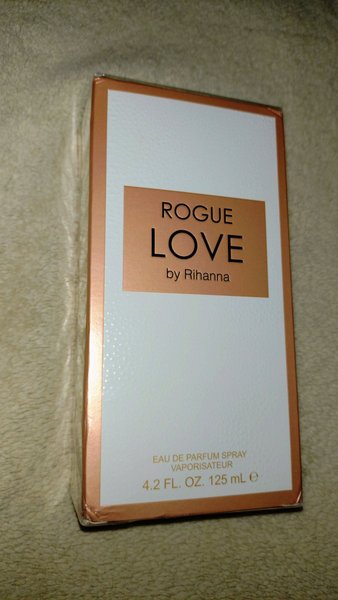 ROGUE
LOVE
by Rihanna
EAU DE PARFUM SPRAY
VAPORISATEUR
4.2 FL. OZ. 125 mL ℮